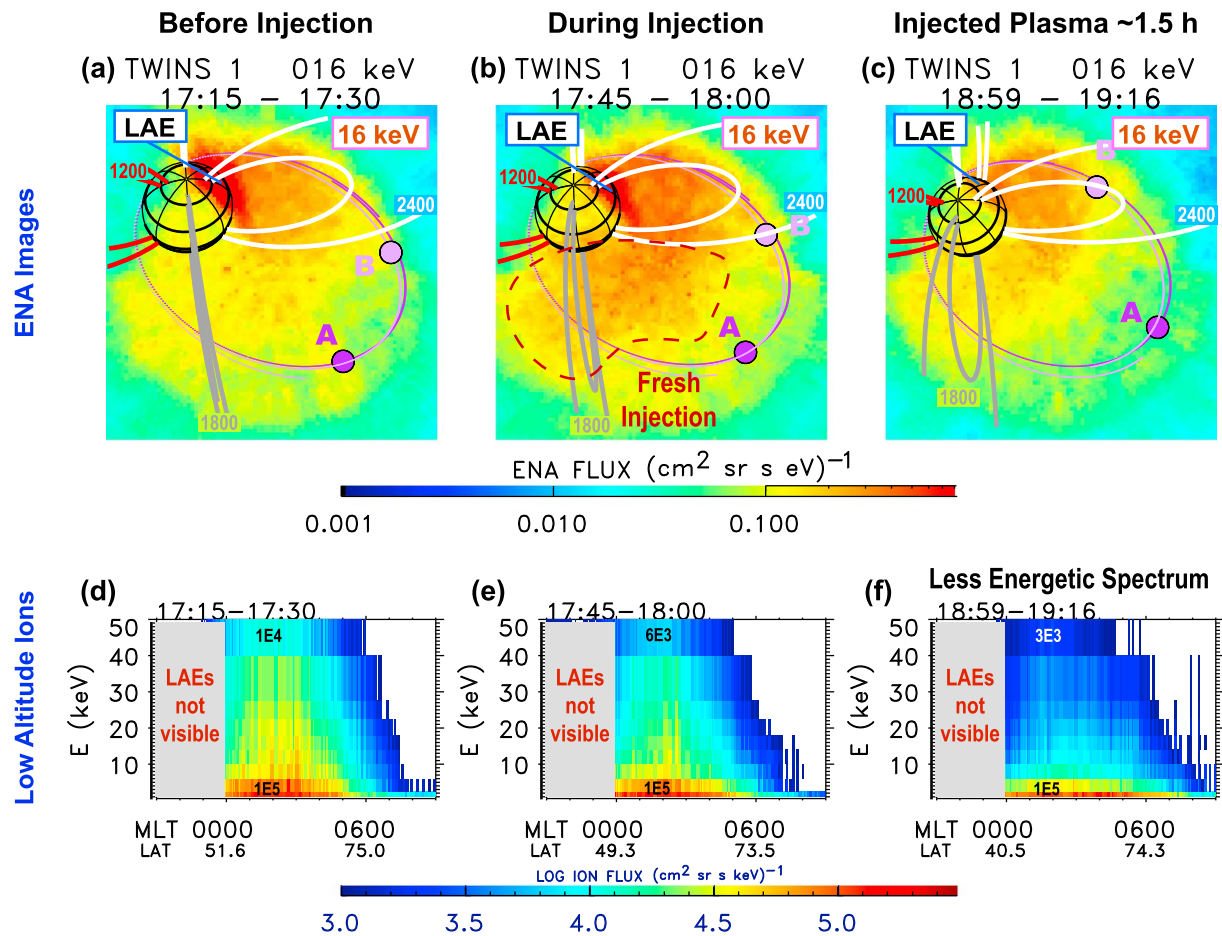 Before Injection
During Injection
Injected Plasma ~1.5 h
(a) TWINS 1 016 keV
17:15 – 17:30
(b) TWINS 1 016 keV
17:45 – 18:00
(c) TWINS 1 016 keV
18:59 – 19:16
ENA Images
LAE
16 keV
1200
2400
B
A
1800
LAE
16 keV
1200
2400
B
A
Fresh
Injection
1800
LAE
16 keV
B
1200
2400
A
1800
ENA FLUX (cm² sr s eV)⁻¹
0.001 0.010 0.100
Low Altitude Ions
(d)
17:15–17:30
E (keV)
50
40
30
20
10
1E4
LAEs
not
visible
1E5
MLT 0000 0600
LAT 51.6 75.0
(e)
17:45–18:00
E (keV)
50
40
30
20
10
6E3
LAEs
not
visible
1E5
MLT 0000 0600
LAT 49.3 73.5
Less Energetic Spectrum
(f)
18:59–19:16
E (keV)
50
40
30
20
10
3E3
LAEs
not
visible
1E5
MLT 0000 0600
LAT 40.5 74.3
LOG ION FLUX (cm² sr s keV)⁻¹
3.0 3.5 4.0 4.5 5.0